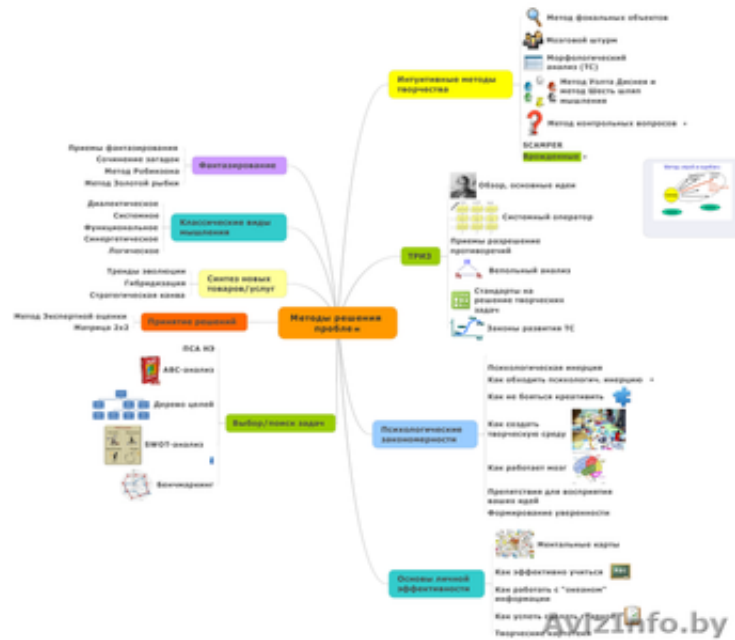 Методы решения
проблем
Интуитивные методы
творчества
Метод фокальных объектов
Мозговой штурм
Морфологический
анализ (ТС)
Метод Уолта Диснея и
метод Шесть шляп
мышления
Метод контрольных вопросов
SCAMPER
Врожденные
ТРИЗ
Обзор, основные идеи
Системный оператор
Приемы разрешения
противоречий
Вепольный анализ
Стандарты на
решение творческих
задач
Законы развития ТС
Психологические
закономерности
Психологическая инерция
Как обходить психологич. инерцию
Как не бояться креативить
Как создать
творческую среду
Как работает мозг
Препятствия для восприятия
ваших идей
Формирование уверенности
Основы личной
эффективности
Ментальные карты
Как эффективно учиться
Как работать с "океаном"
информации
Как успеть сделать
Творческие картотеки
Фантазирование
Приемы фантазирования
Сочинение загадок
Метод Робинзона
Метод Золотой рыбки
Классические виды
мышления
Диалектическое
Системное
Функциональное
Синергетическое
Логическое
Синтез новых
товаров/услуг
Тренды эволюции
Гибридизация
Стратегическая канва
Принятие решений
Метод Экспертной оценки
Матрица 2х2
Выбор/поиск задач
ПСА НЭ
АВС-анализ
Дерево целей
SWOT-анализ
Бенчмаркинг
AvizInfo.by